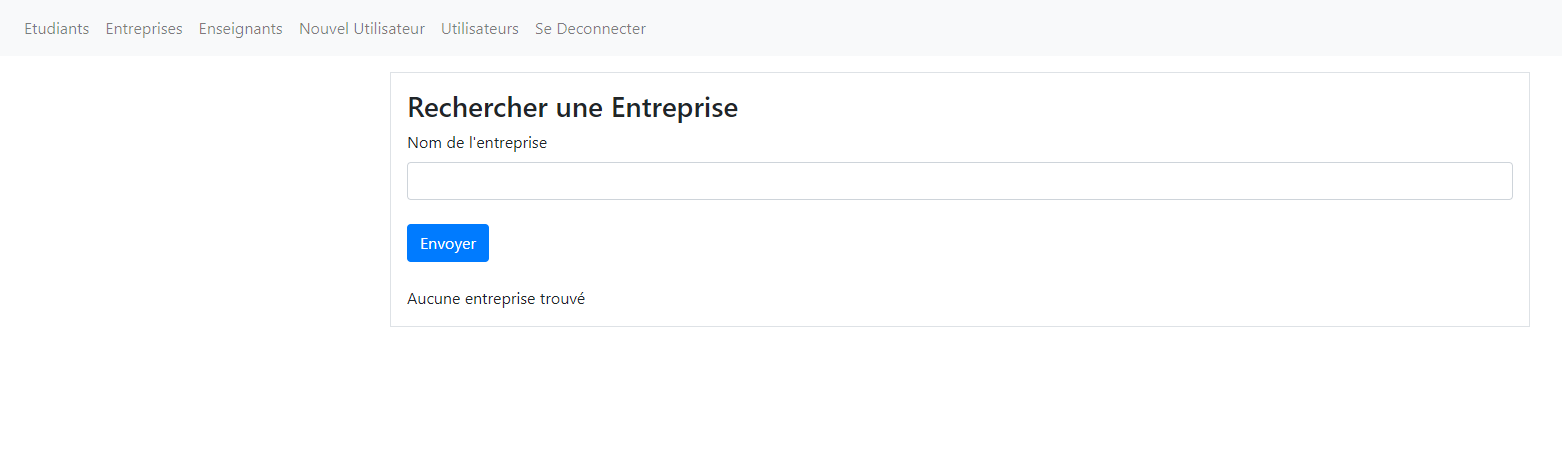 Etudiants Entreprises Enseignants Nouvel Utilisateur Utilisateurs Se Deconnecter
Rechercher une Entreprise
Nom de l'entreprise
Envoyer
Aucune entreprise trouvé